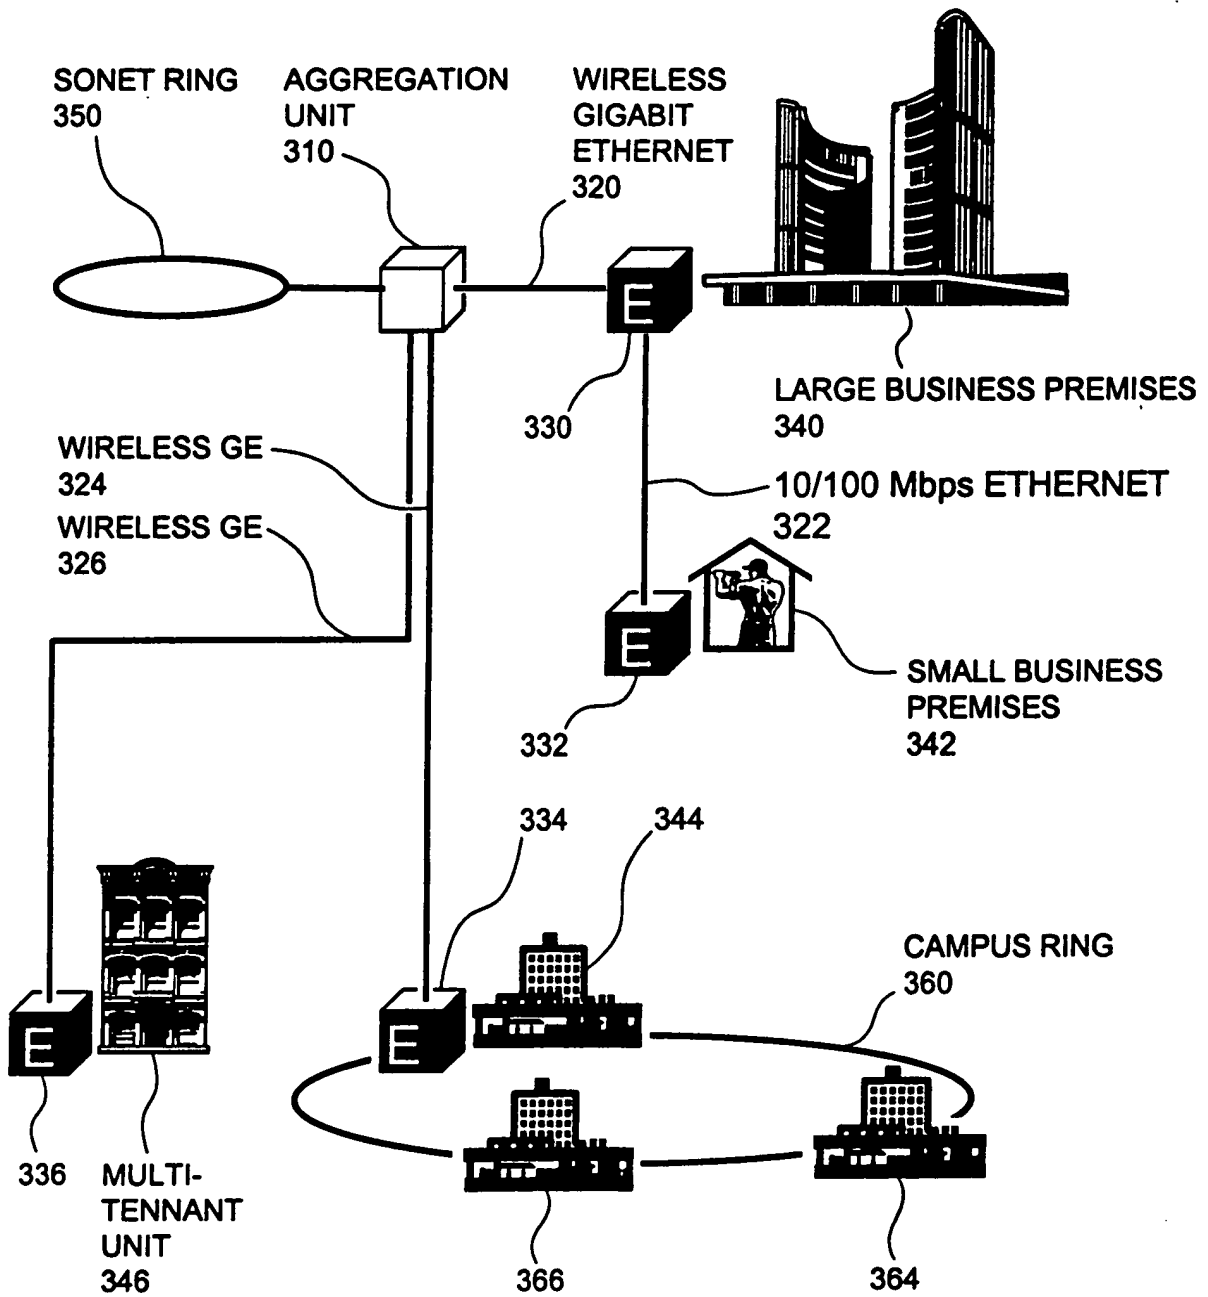 SONET RING
350
AGGREGATION
UNIT
310
WIRELESS
GIGABIT
ETHERNET
320
E
330
LARGE BUSINESS PREMISES
340
WIRELESS GE
324
WIRELESS GE
326
10/100 Mbps ETHERNET
322
E
332
SMALL BUSINESS
PREMISES
342
334
344
CAMPUS RING
360
E
E
336
MULTI-
TENNANT
UNIT
346
366
364